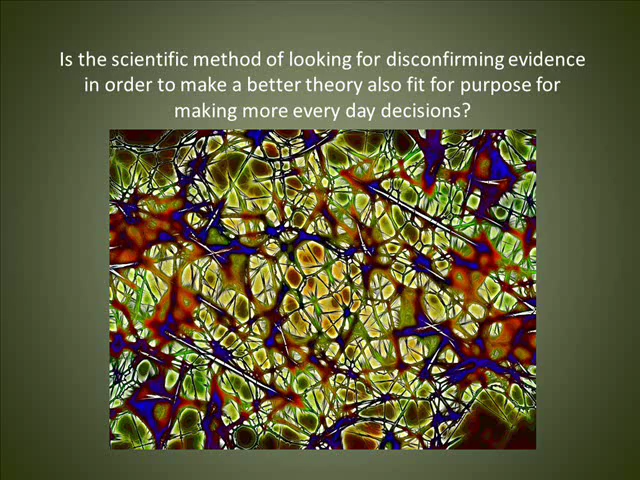 Is the scientific method of looking for disconfirming evidence
in order to make a better theory also fit for purpose for
making more every day decisions?